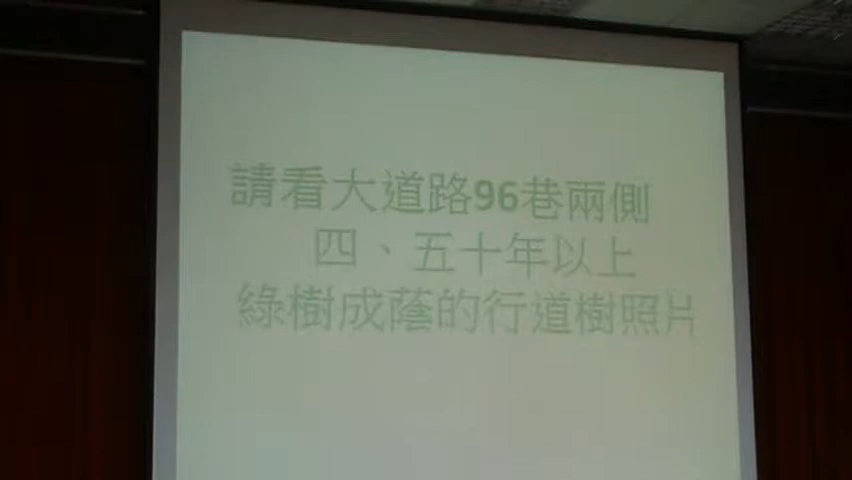 請看大道路96巷兩側
四、五十年以上
綠樹成蔭的行道樹照片